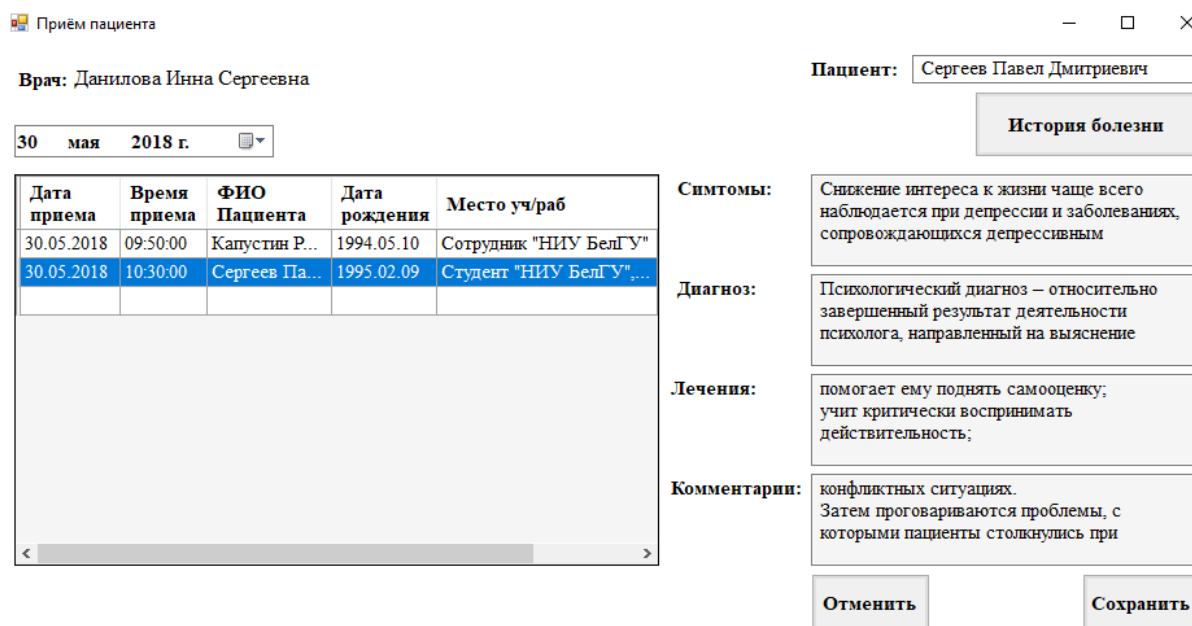 Приём пациента
Врач: Данилова Инна Сергеевна
Пациент: Сергеев Павел Дмитриевич
История болезни
30 мая 2018 г.
Дата приема Время приема ФИО Пациента Дата рождения Место уч/раб
30.05.2018 09:50:00 Капустин Р... 1994.05.10 Сотрудник "НИУ БелГУ"
30.05.2018 10:30:00 Сергеев Па... 1995.02.09 Студент "НИУ БелГУ",...
Симтомы:
Снижение интереса к жизни чаще всего
наблюдается при депрессии и заболеваниях,
сопровождающихся депрессивным
Диагноз:
Психологический диагноз – относительно
завершенный результат деятельности
психолога, направленный на выяснение
Лечения:
помогает ему поднять самооценку;
учит критически воспринимать
действительность;
Комментарии:
конфликтных ситуациях.
Затем проговариваются проблемы, с
которыми пациенты столкнулись при
Отменить
Сохранить